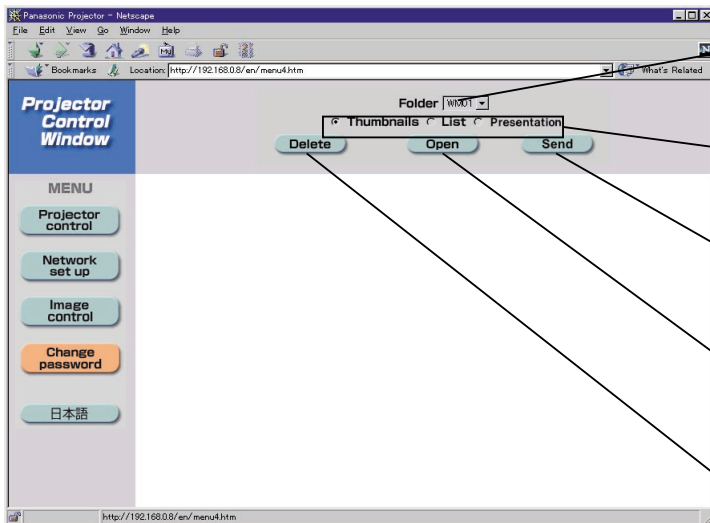 Panasonic Projector - Netscape
File Edit View Go Window Help
Bookmarks Location: http://192.168.0.8/en/menu4.htm What's Related
Projector
Control
Window
Folder WM01
Thumbnails List Presentation
Delete Open Send
MENU
Projector
control
Network
set up
Image
control
Change
password
日本語
http://192.168.0.8/en/menu4.htm